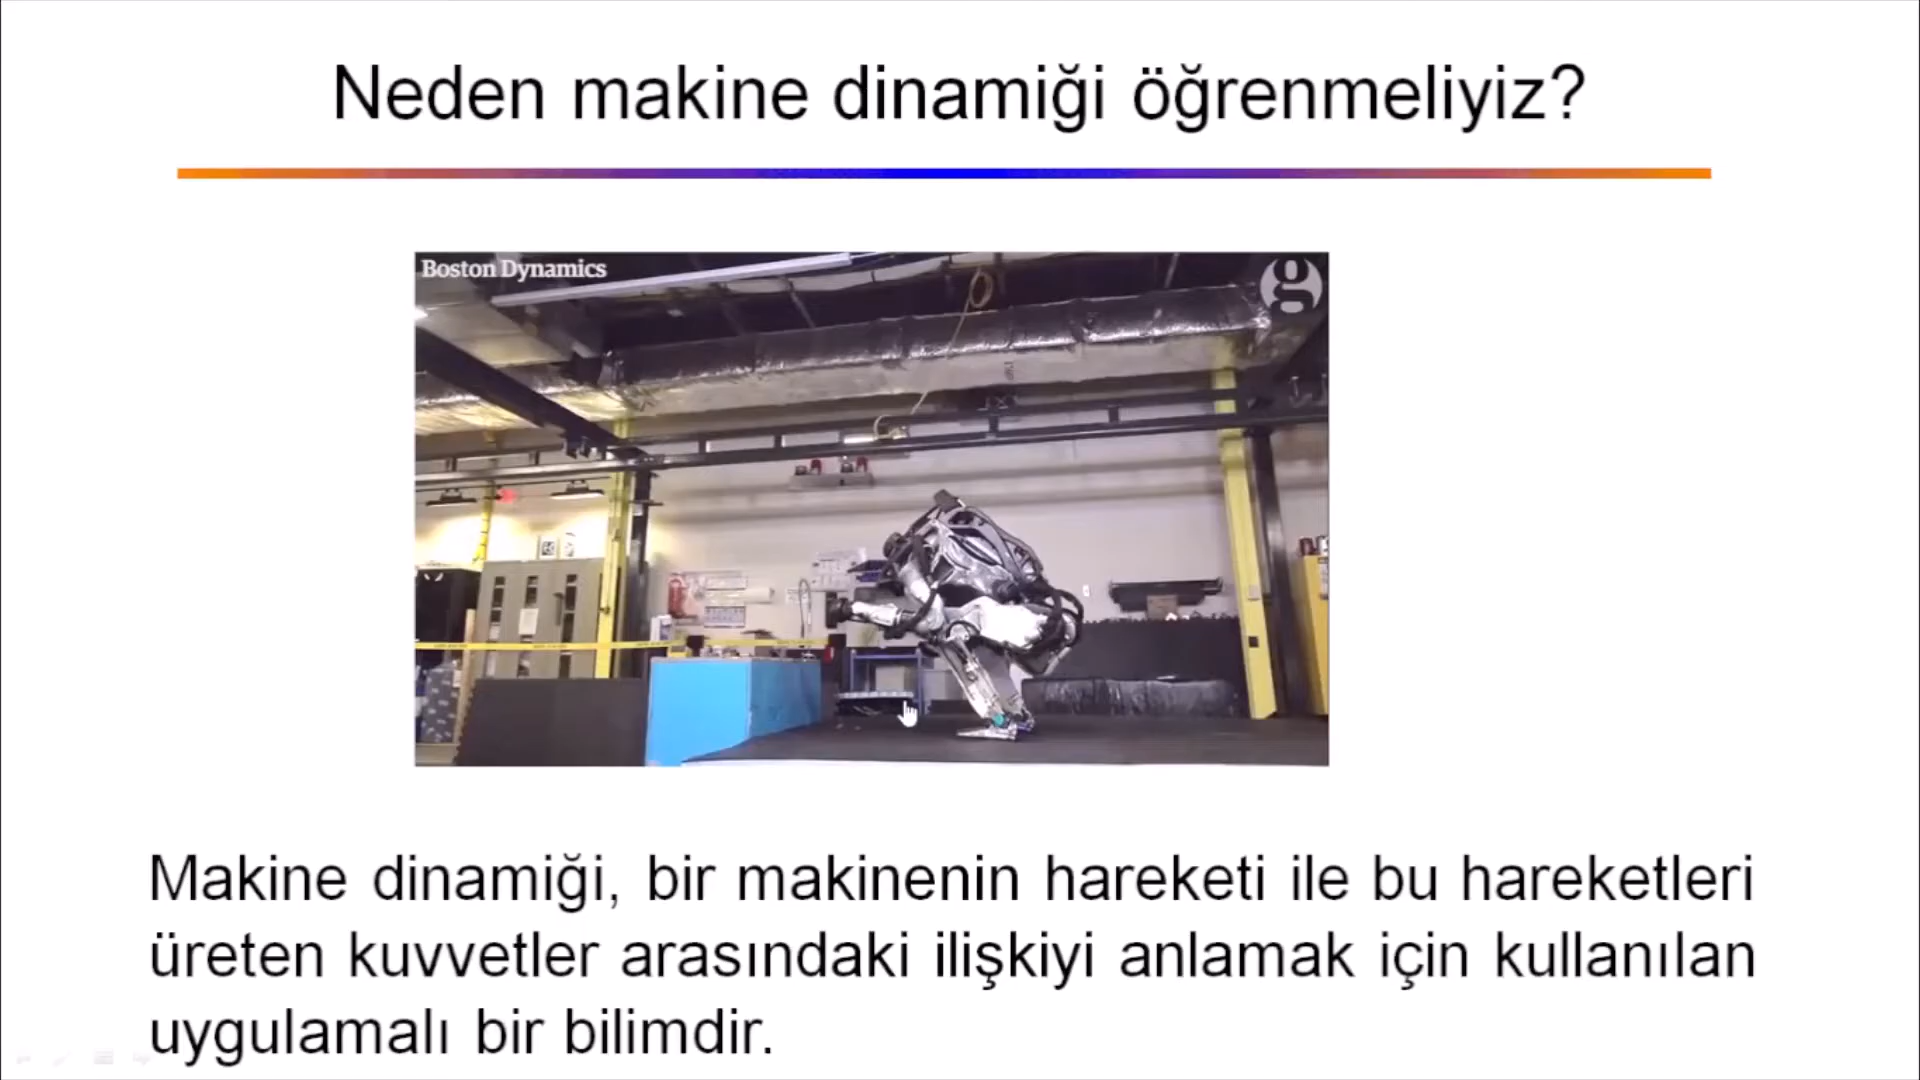 Neden makine dinamiği öğrenmeliyiz?
Boston Dynamics
g
Makine dinamiği, bir makinenin hareketi ile bu hareketleri
üreten kuvvetler arasındaki ilişkiyi anlamak için kullanılan
uygulamalı bir bilimdir.